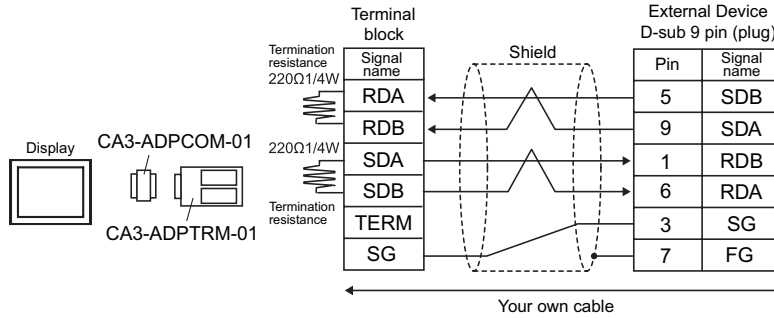 Terminal
block
External Device
D-sub 9 pin (plug)
Termination
resistance
220Ω1/4W
Signal
name
Shield
Pin
Signal
name
RDA
5
SDB
RDB
9
SDA
Display
CA3-ADPCOM-01
220Ω1/4W
SDA
1
RDB
SDB
6
RDA
Termination
resistance
CA3-ADPTRM-01
TERM
3
SG
SG
7
FG
Your own cable